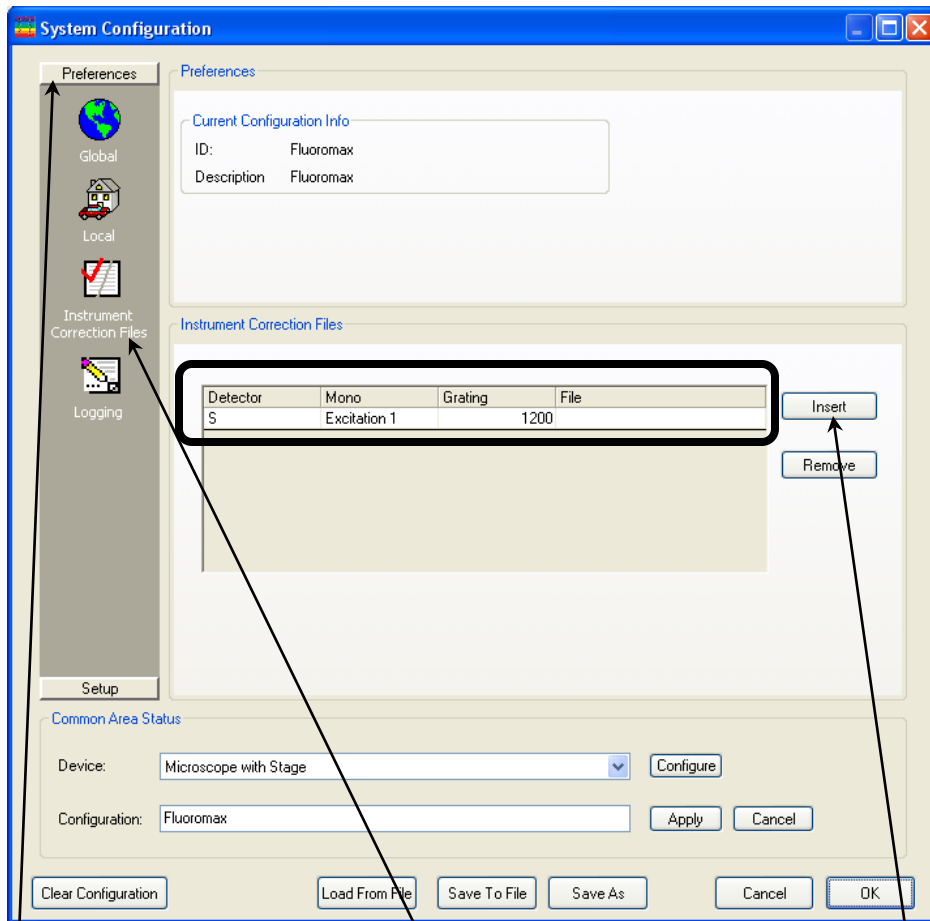 System Configuration
Preferences
Global
Local
Instrument
Correction Files
Logging
Setup
Preferences
Current Configuration Info
ID: Fluoromax
Description Fluoromax
Instrument Correction Files
Detector Mono Grating File
S Excitation 1 1200
Insert
Remove
Common Area Status
Device: Microscope with Stage Configure
Configuration: Fluoromax Apply Cancel
Clear Configuration Load From File Save To File Save As Cancel OK